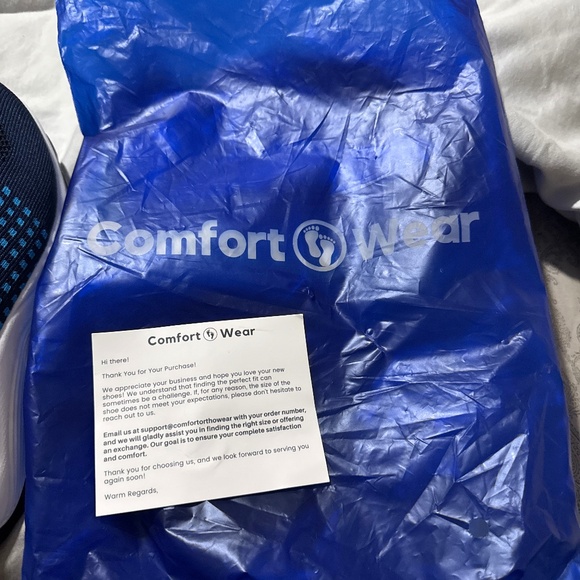 Comfort Wear
Comfort Wear
Hi there!
Thank You for Your Purchase!
We appreciate your business and hope you love your new
shoes! We understand that finding the perfect fit can
sometimes be a challenge. If, for any reason, the size of the
shoe does not meet your expectations, please don't hesitate to
reach out to us.
Email us at support@comfortorthowear with your order number,
and we will gladly assist you in finding the right size or offering
an exchange. Our goal is to ensure your complete satisfaction
and comfort.
Thank you for choosing us, and we look forward to serving you
again soon!
Warm Regards,